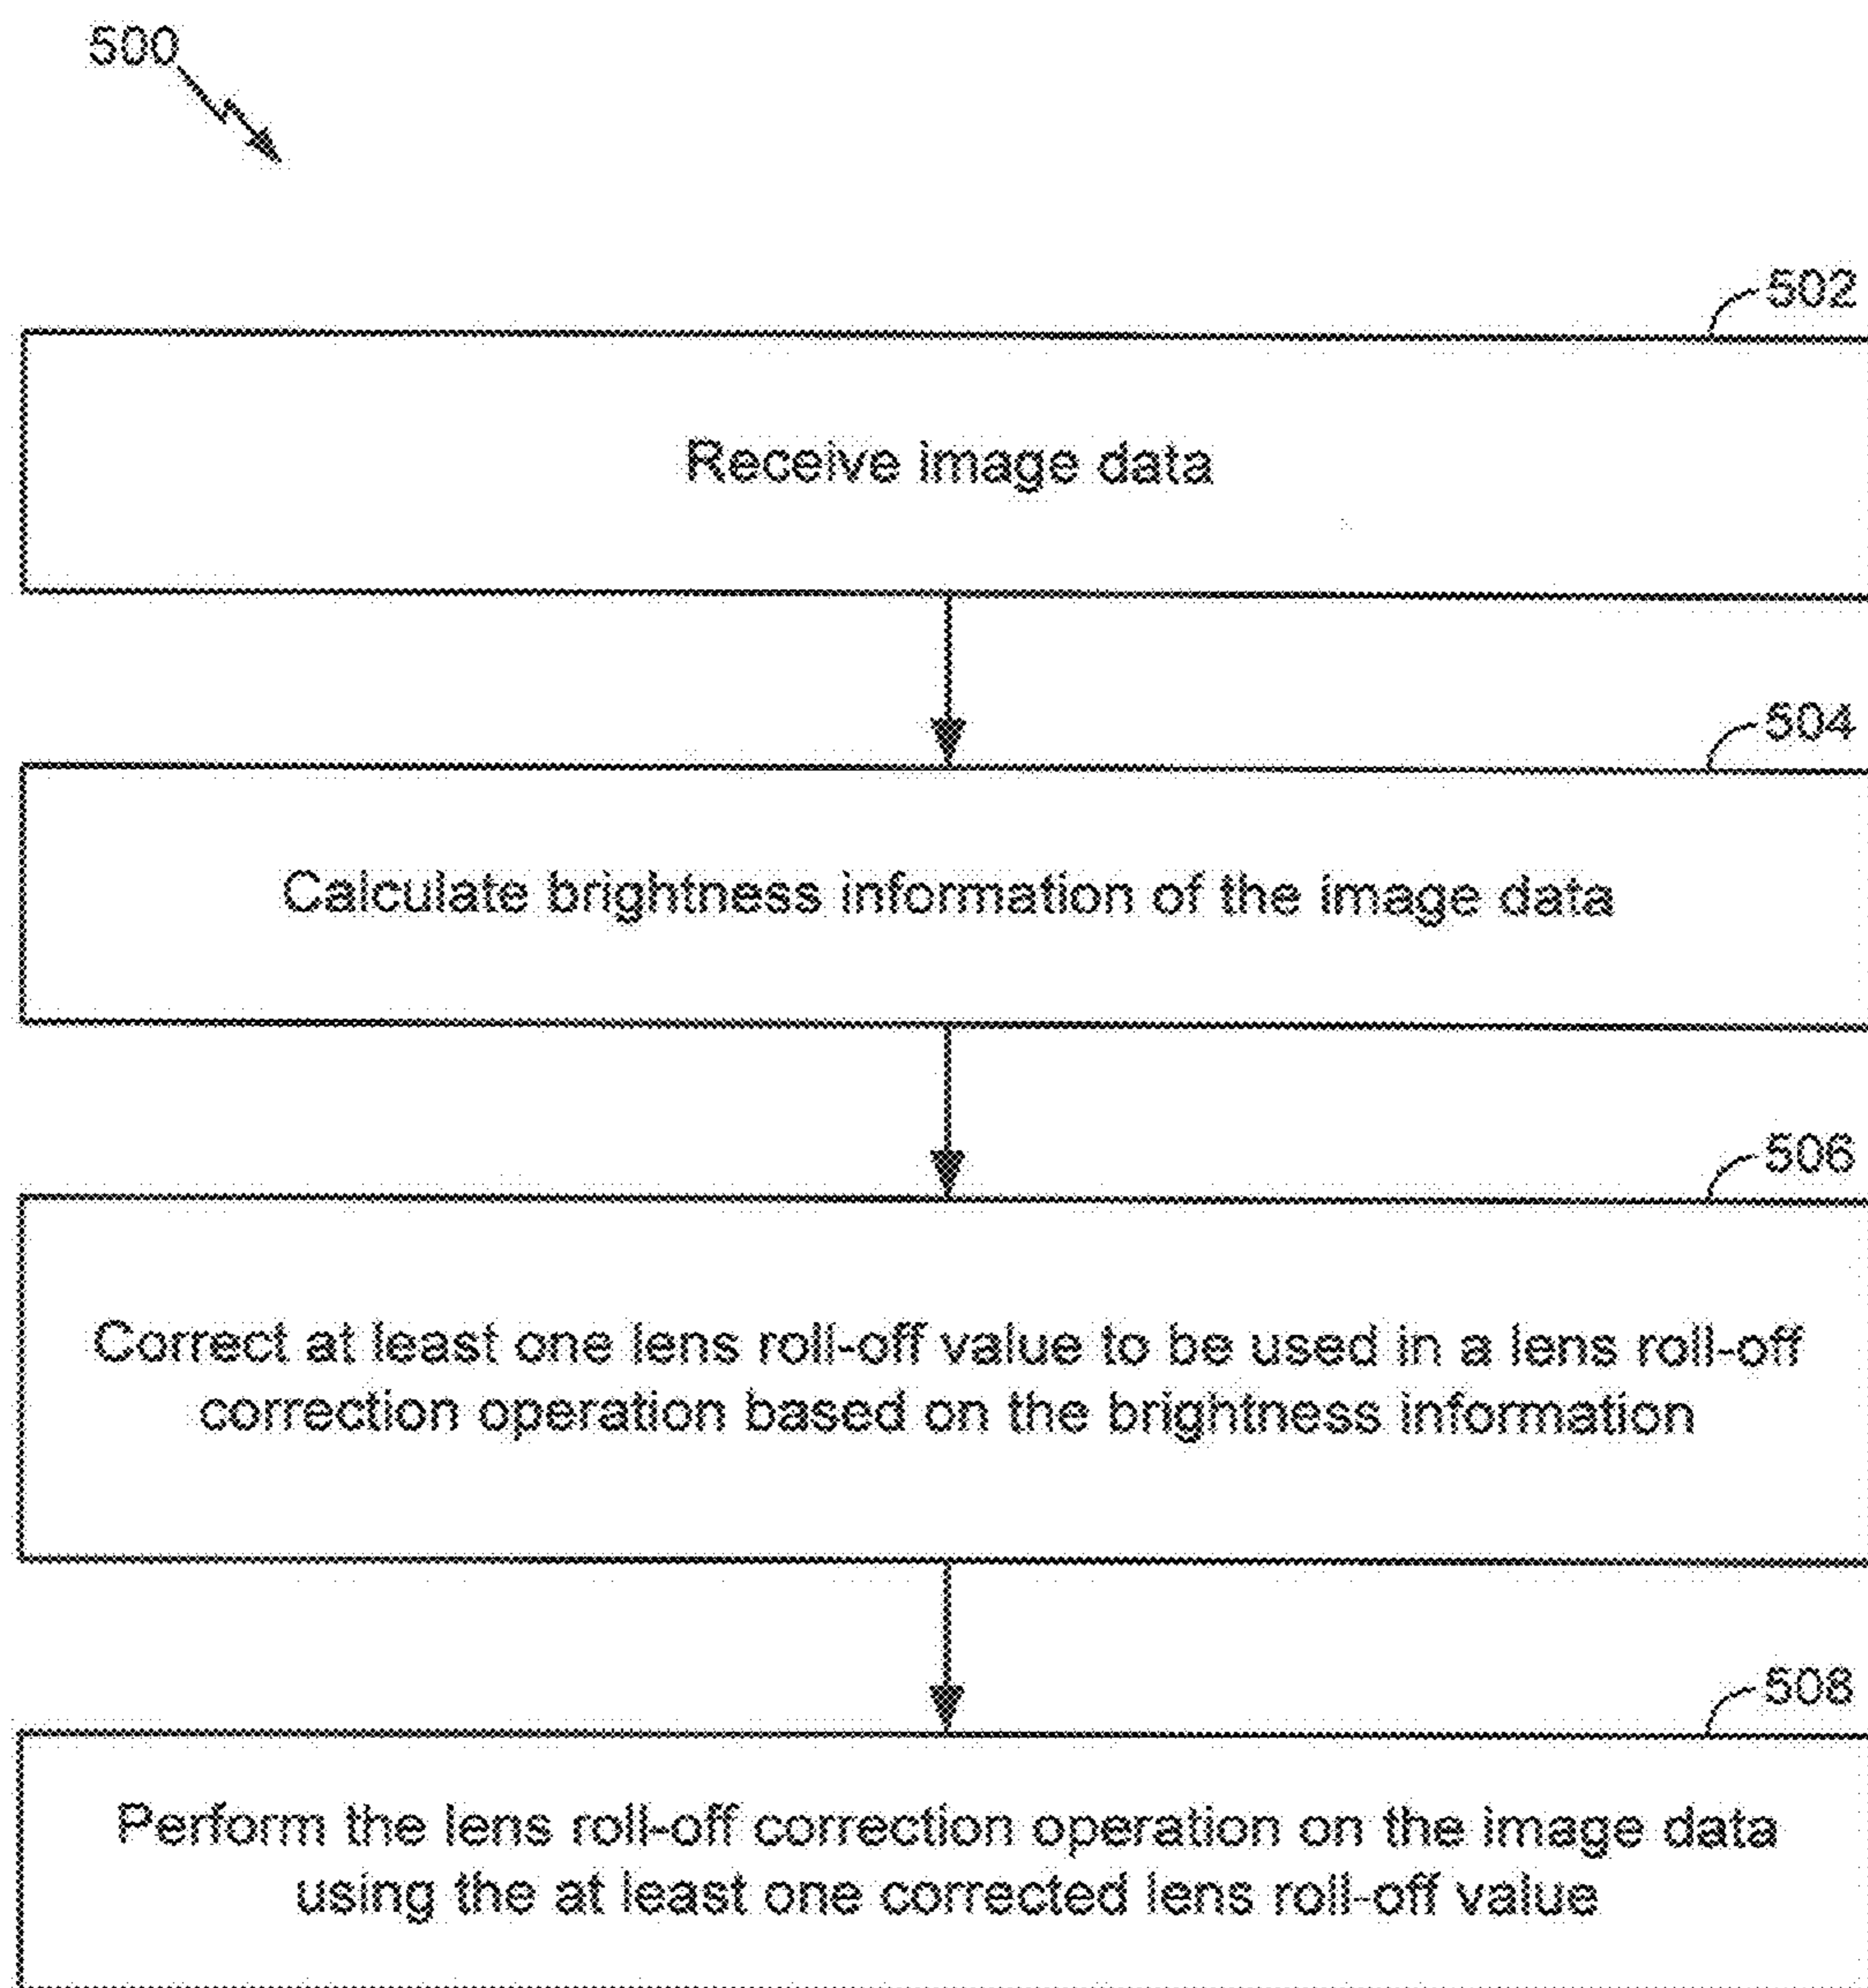 500
502
Receive image data
504
Calculate brightness information of the image data
506
Correct at least one lens roll-off value to be used in a lens roll-off
correction operation based on the brightness information
508
Perform the lens roll-off correction operation on the image data
using the at least one corrected lens roll-off value